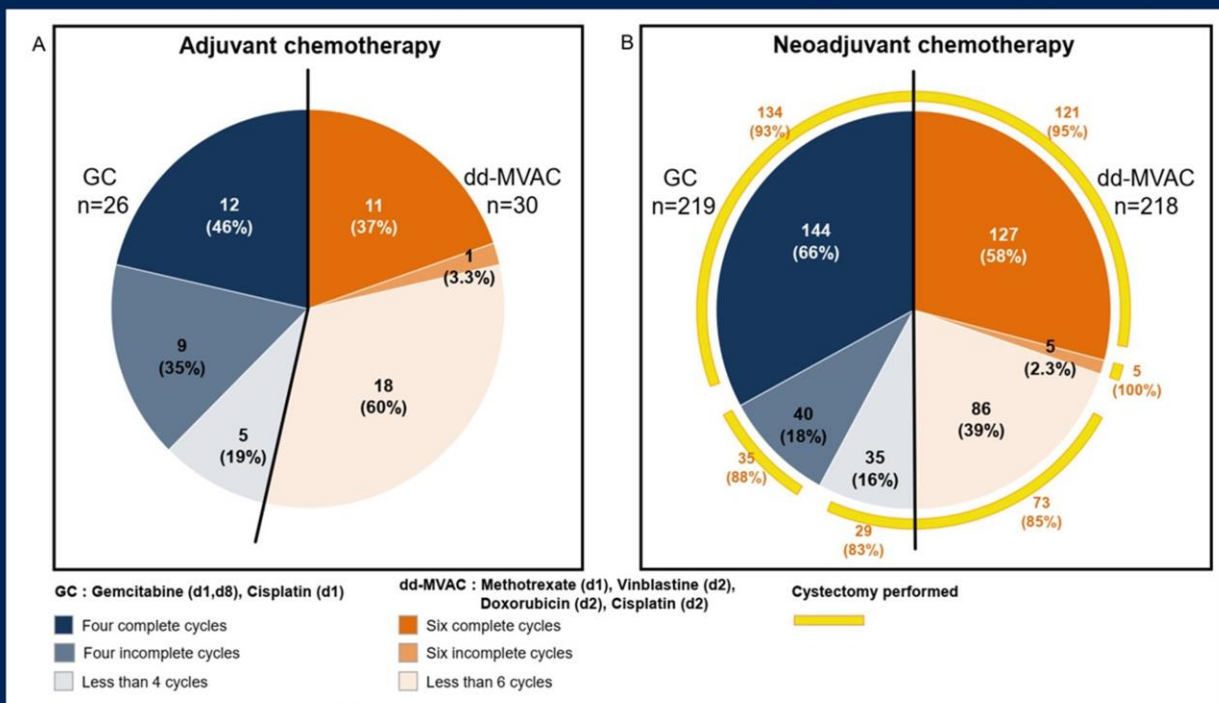 A
Adjuvant chemotherapy
GC
n=26
dd-MVAC
n=30
12
(46%)
11
(37%)
1
(3.3%)
9
(35%)
18
(60%)
5
(19%)
B
Neoadjuvant chemotherapy
134
(93%)
121
(95%)
GC
n=219
dd-MVAC
n=218
144
(66%)
127
(58%)
5
(2.3%)
5
(100%)
40
(18%)
86
(39%)
35
(88%)
35
(16%)
73
(85%)
29
(83%)
GC : Gemcitabine (d1,d8), Cisplatin (d1)
Four complete cycles
Four incomplete cycles
Less than 4 cycles
dd-MVAC : Methotrexate (d1), Vinblastine (d2),
Doxorubicin (d2), Cisplatin (d2)
Six complete cycles
Six incomplete cycles
Less than 6 cycles
Cystectomy performed